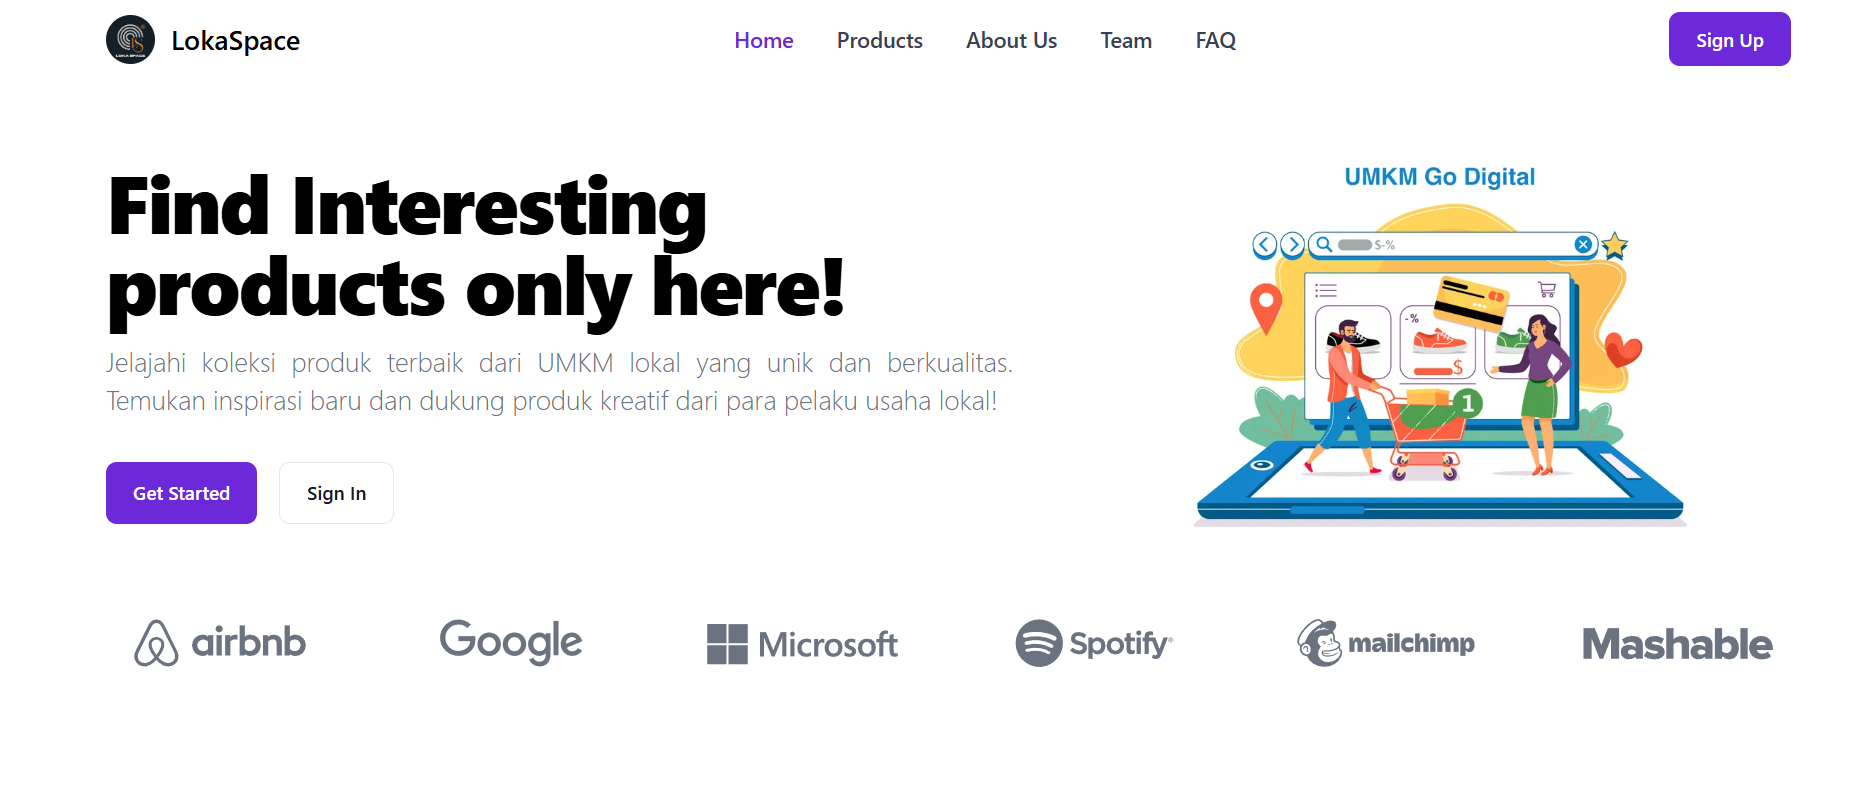 LokaSpace
Home Products About Us Team FAQ
Sign Up
Find Interesting
products only here!
Jelajahi koleksi produk terbaik dari UMKM lokal yang unik dan berkualitas.
Temukan inspirasi baru dan dukung produk kreatif dari para pelaku usaha lokal!
Get Started
Sign In
UMKM Go Digital
$-%
-%
$
1
airbnb
Google
Microsoft
Spotify®
mailchimp
Mashable